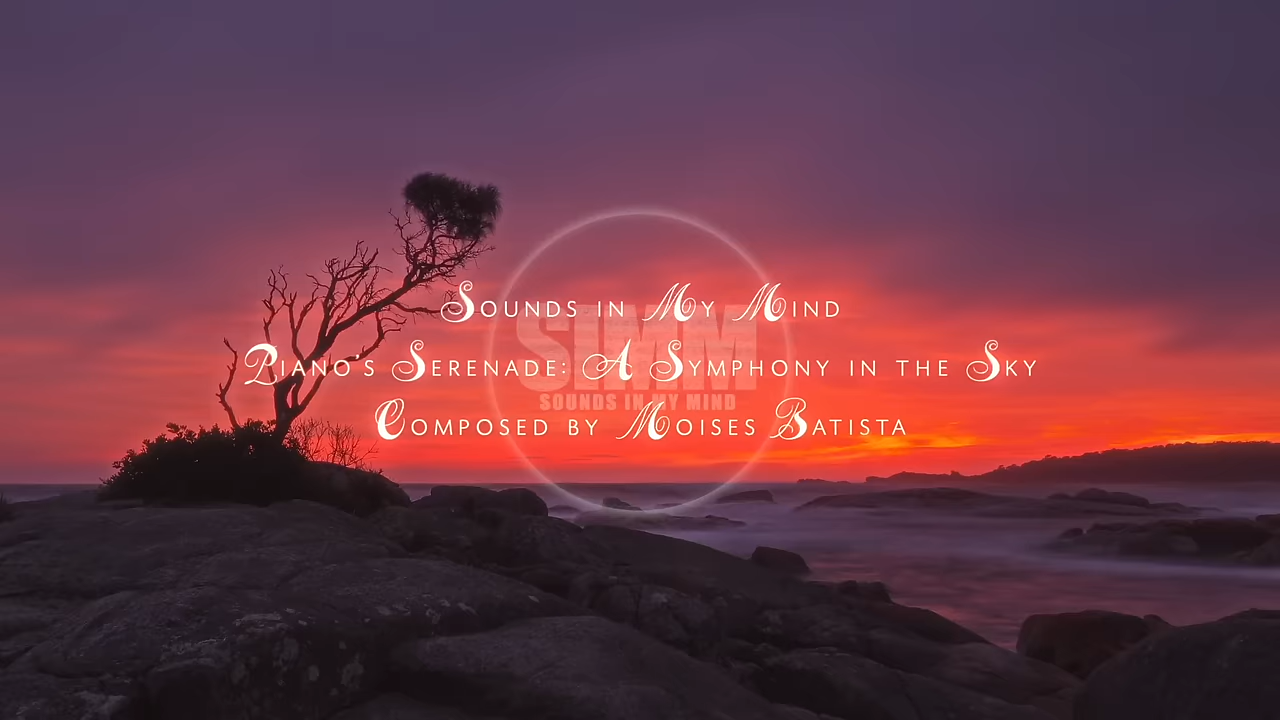 Sounds in My Mind
Piano's Serenade: A Symphony in the Sky
Composed by Moises Batista
SIMM
SOUNDS IN MY MIND